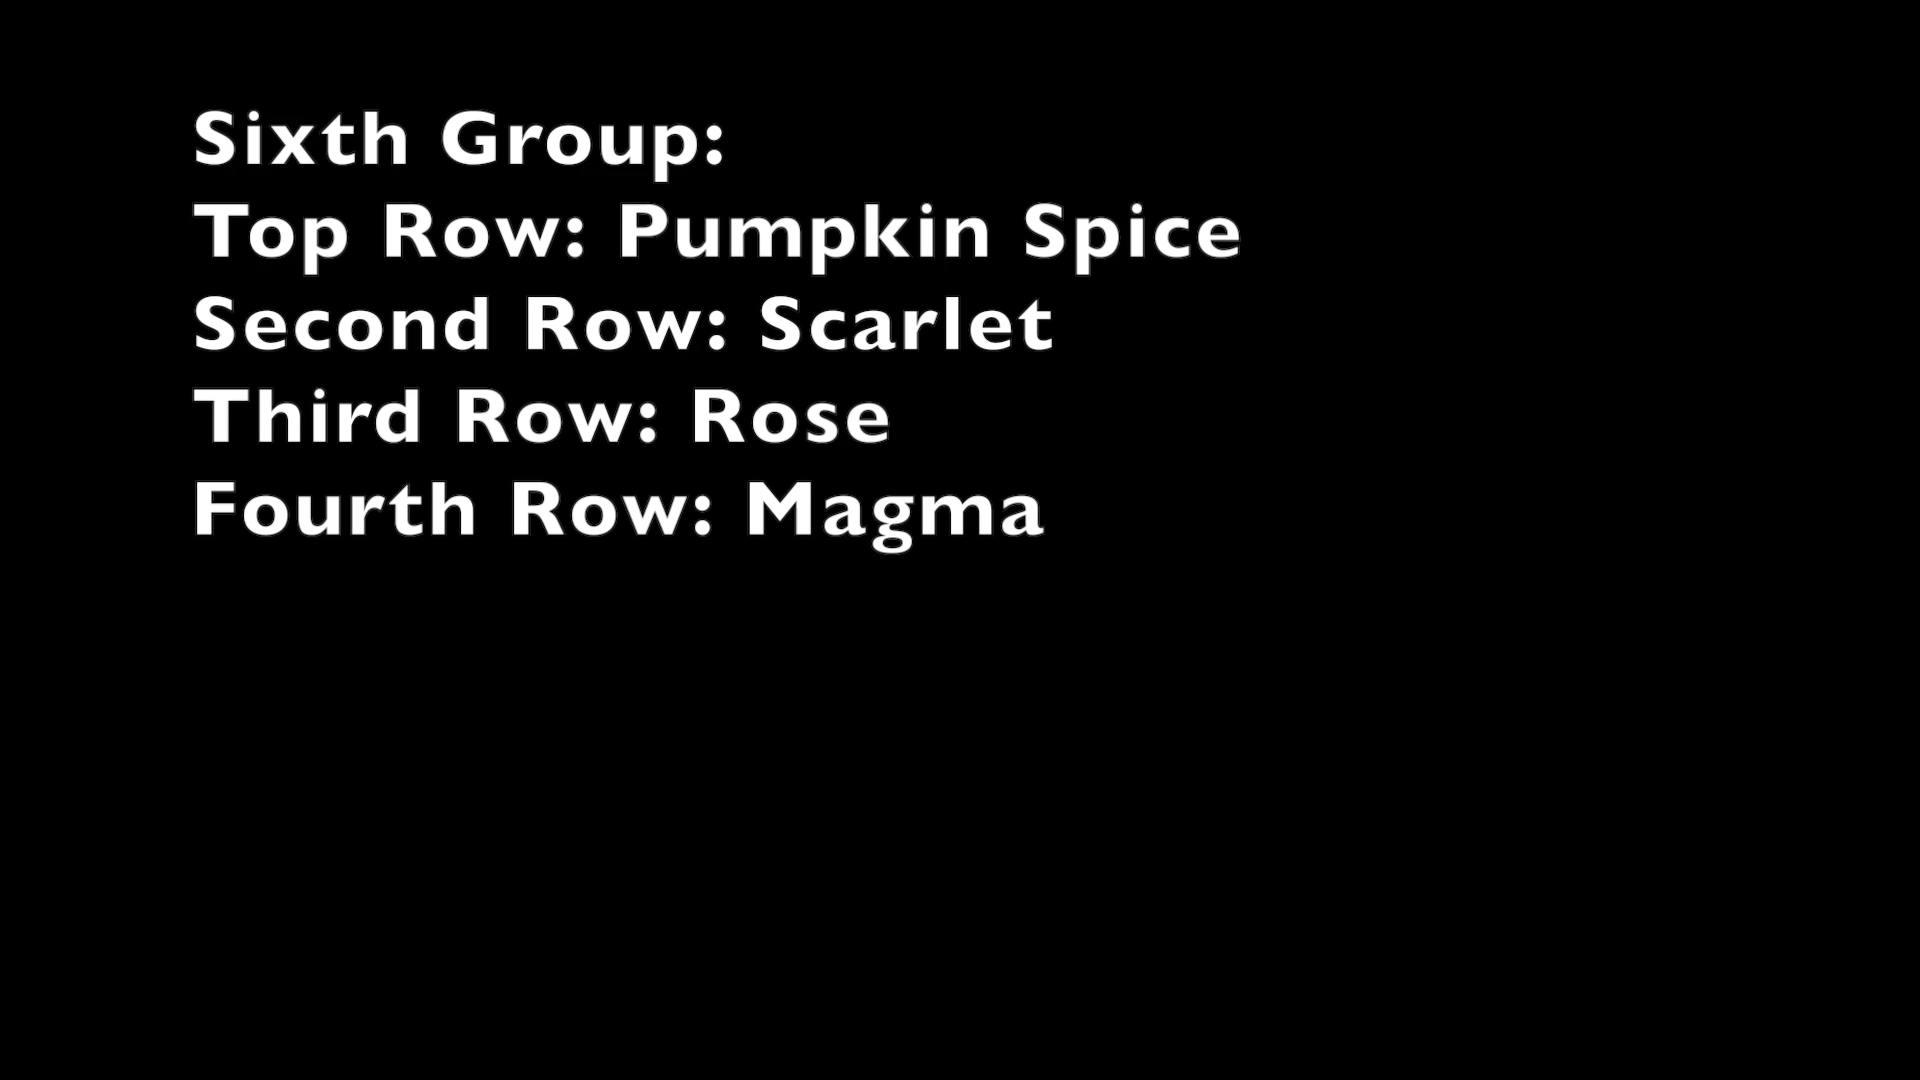 Sixth Group:
Top Row: Pumpkin Spice
Second Row: Scarlet
Third Row: Rose
Fourth Row: Magma